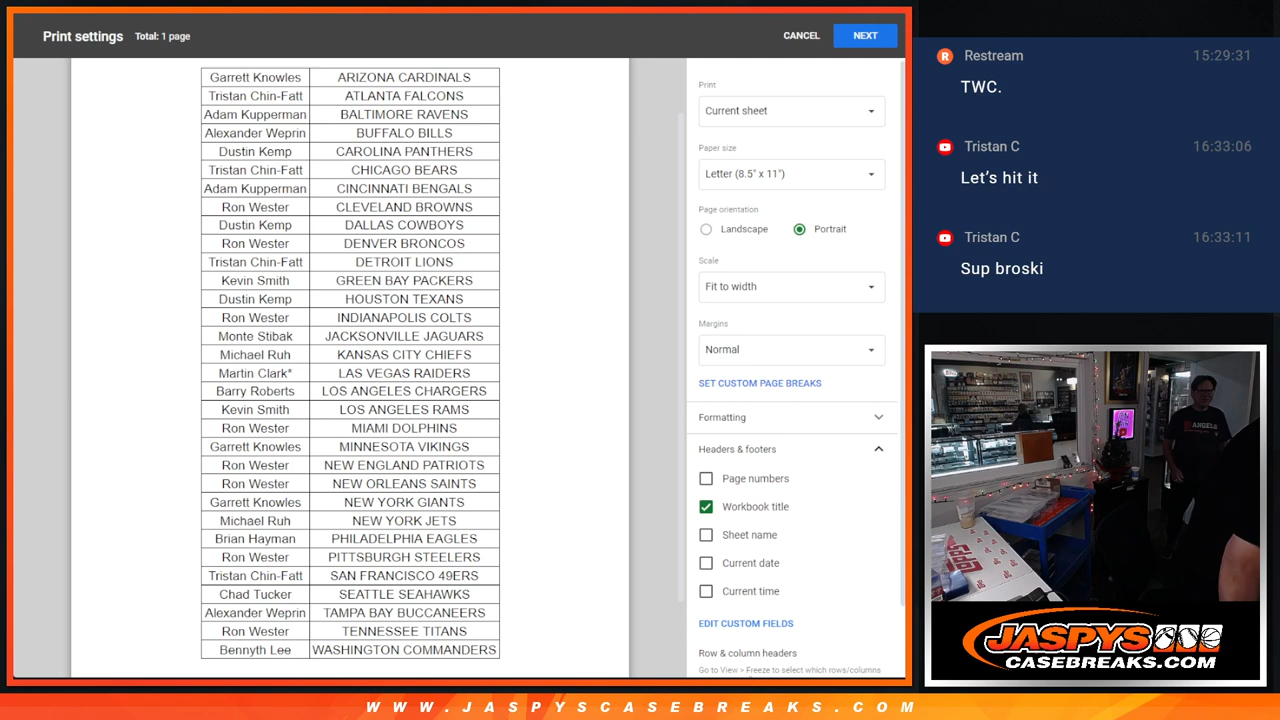 Print settings
Total: 1 page
CANCEL
NEXT
Garrett Knowles ARIZONA CARDINALS
Tristan Chin-Fatt ATLANTA FALCONS
Adam Kupperman BALTIMORE RAVENS
Alexander Weprin BUFFALO BILLS
Dustin Kemp CAROLINA PANTHERS
Tristan Chin-Fatt CHICAGO BEARS
Adam Kupperman CINCINNATI BENGALS
Ron Wester CLEVELAND BROWNS
Dustin Kemp DALLAS COWBOYS
Ron Wester DENVER BRONCOS
Tristan Chin-Fatt DETROIT LIONS
Kevin Smith GREEN BAY PACKERS
Dustin Kemp HOUSTON TEXANS
Ron Wester INDIANAPOLIS COLTS
Monte Stibak JACKSONVILLE JAGUARS
Michael Ruh KANSAS CITY CHIEFS
Martin Clark* LAS VEGAS RAIDERS
Barry Roberts LOS ANGELES CHARGERS
Kevin Smith LOS ANGELES RAMS
Ron Wester MIAMI DOLPHINS
Garrett Knowles MINNESOTA VIKINGS
Ron Wester NEW ENGLAND PATRIOTS
Ron Wester NEW ORLEANS SAINTS
Garrett Knowles NEW YORK GIANTS
Michael Ruh NEW YORK JETS
Brian Hayman PHILADELPHIA EAGLES
Ron Wester PITTSBURGH STEELERS
Tristan Chin-Fatt SAN FRANCISCO 49ERS
Chad Tucker SEATTLE SEAHAWKS
Alexander Weprin TAMPA BAY BUCCANEERS
Ron Wester TENNESSEE TITANS
Bennyth Lee WASHINGTON COMMANDERS
Print
Current sheet
Paper size
Letter (8.5" x 11")
Page orientation
Landscape
Portrait
Scale
Fit to width
Margins
Normal
SET CUSTOM PAGE BREAKS
Formatting
Headers & footers
Page numbers
Workbook title
Sheet name
Current date
Current time
EDIT CUSTOM FIELDS
Row & column headers
Go to View > Freeze to select which rows/columns
Restream 15:29:31
TWC.
Tristan C 16:33:06
Let’s hit it
Tristan C 16:33:11
Sup broski
ANGELS
JASPYS
CASEBREAKS.COM
WWW.JASPYSCASEBREAKS.COM